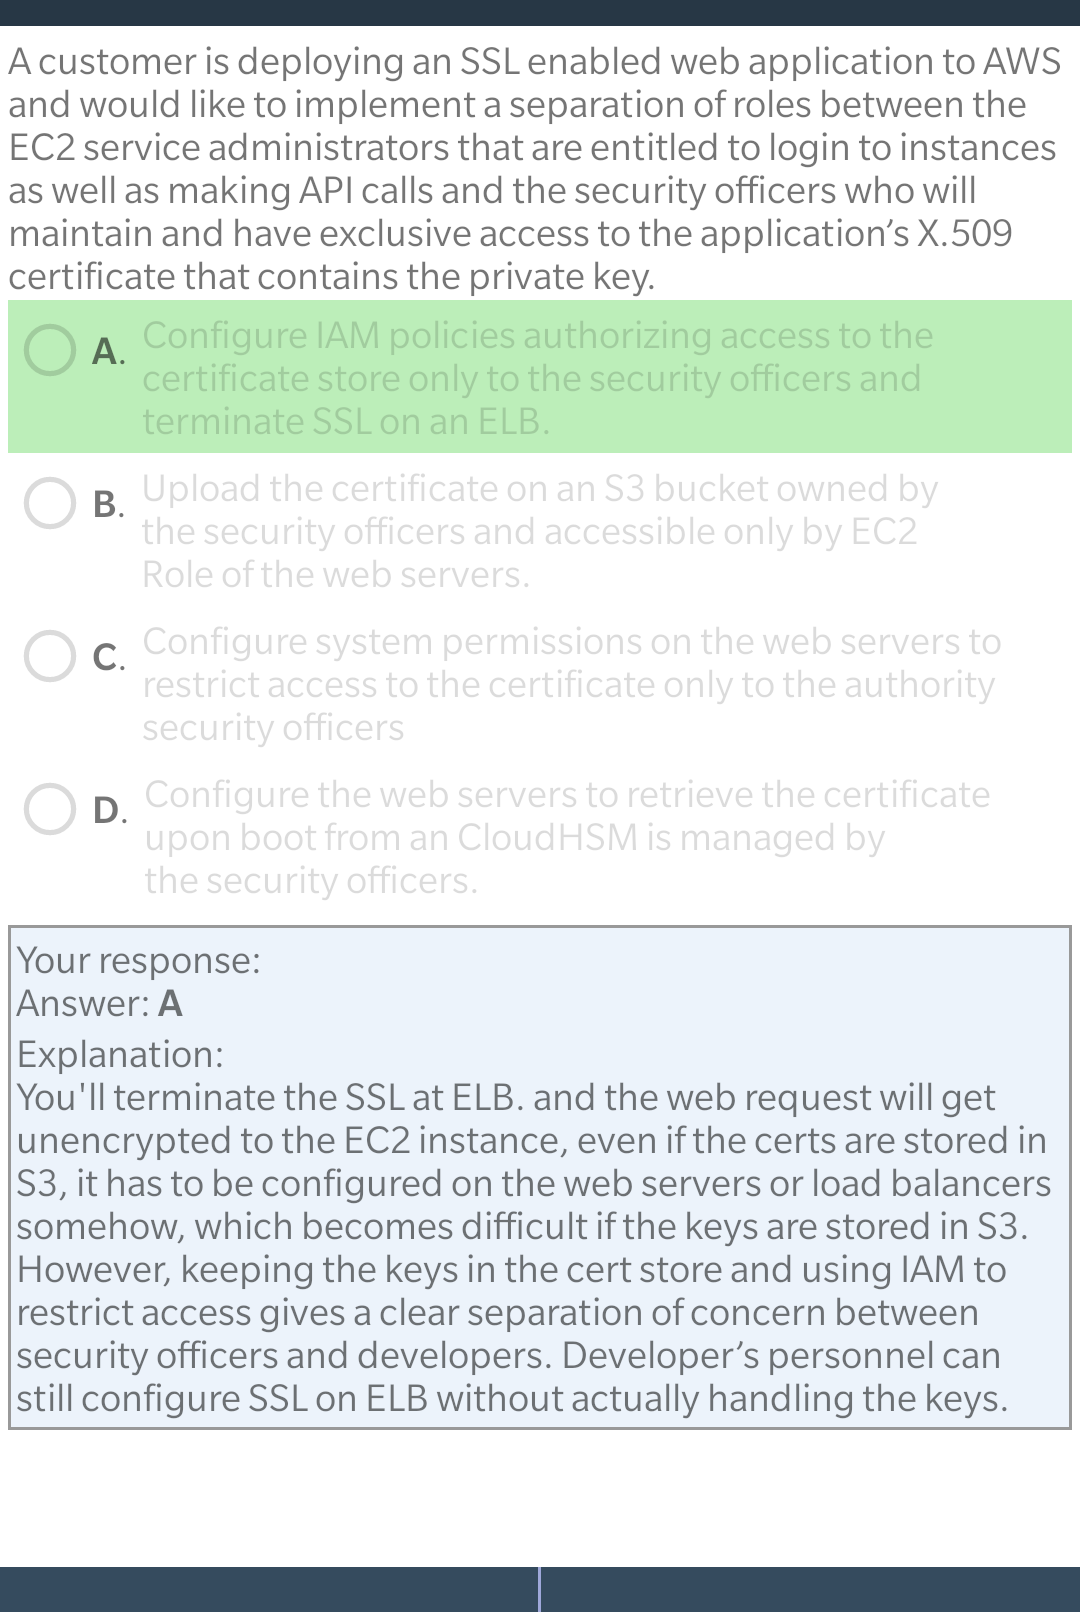 A customer is deploying an SSL enabled web application to AWS
and would like to implement a separation of roles between the
EC2 service administrators that are entitled to login to instances
as well as making API calls and the security officers who will
maintain and have exclusive access to the application's X.509
certificate that contains the private key.
A. Configure IAM policies authorizing access to the
certificate store only to the security officers and
terminate SSL on an ELB.
B. Upload the certificate on an S3 bucket owned by
the security officers and accessible only by EC2
Role of the web servers.
C. Configure system permissions on the web servers to
restrict access to the certificate only to the authority
security officers
D. Configure the web servers to retrieve the certificate
upon boot from an CloudHSM is managed by
the security officers.
Your response:
Answer: A
Explanation:
You'll terminate the SSL at ELB. and the web request will get
unencrypted to the EC2 instance, even if the certs are stored in
S3, it has to be configured on the web servers or load balancers
somehow, which becomes difficult if the keys are stored in S3.
However, keeping the keys in the cert store and using IAM to
restrict access gives a clear separation of concern between
security officers and developers. Developer's personnel can
still configure SSL on ELB without actually handling the keys.